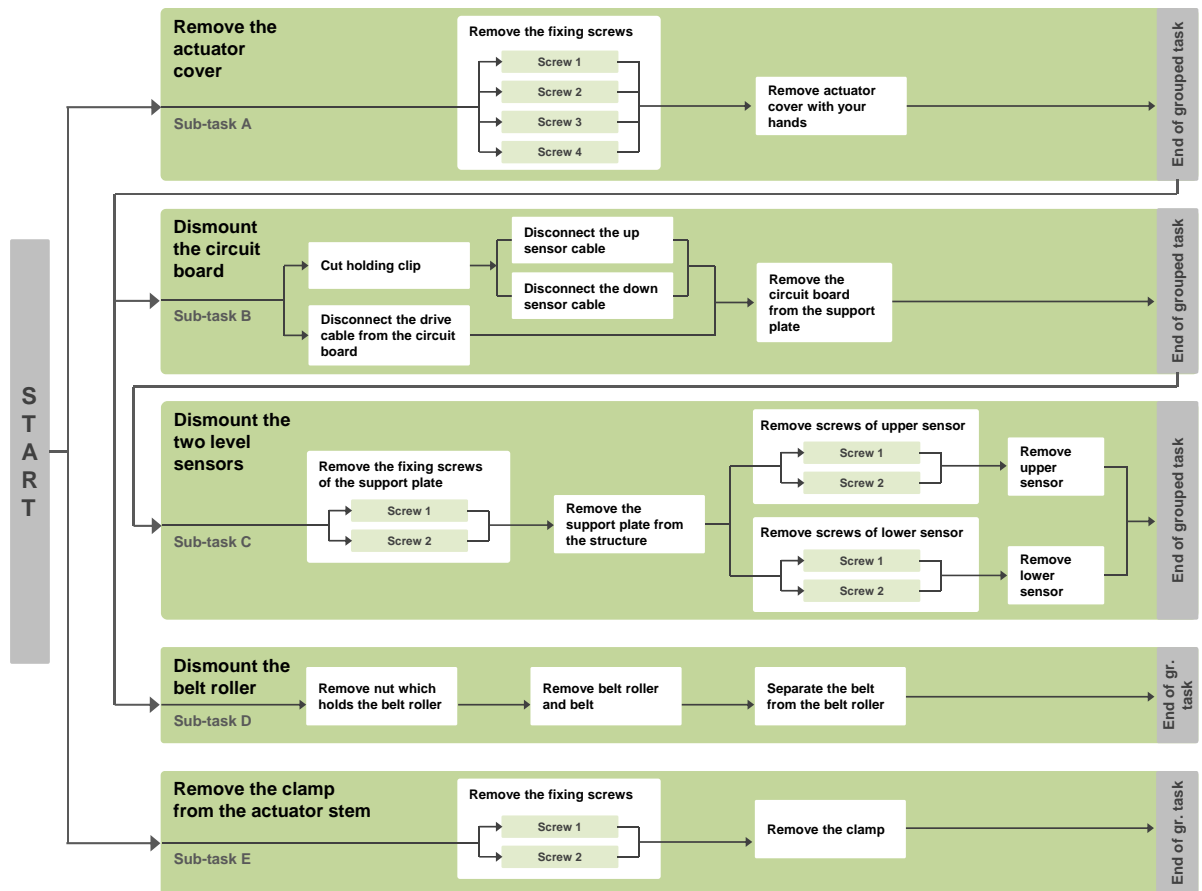 START
Remove the
actuator
cover
Sub-task A
Remove the fixing screws
Screw 1
Screw 2
Screw 3
Screw 4
Remove actuator
cover with your
hands
End of grouped task
Dismount
the circuit
board
Sub-task B
Cut holding clip
Disconnect the up
sensor cable
Disconnect the down
sensor cable
Disconnect the drive
cable from the circuit
board
Remove the
circuit board
from the support
plate
End of grouped task
Dismount the
two level
sensors
Sub-task C
Remove the fixing screws
of the support plate
Screw 1
Screw 2
Remove the
support plate from
the structure
Remove screws of upper sensor
Screw 1
Screw 2
Remove
upper
sensor
Remove screws of lower sensor
Screw 1
Screw 2
Remove
lower
sensor
End of grouped task
Dismount the
belt roller
Sub-task D
Remove nut which
holds the belt roller
Remove belt roller
and belt
Separate the belt
from the belt roller
End of gr.
task
Remove the clamp
from the actuator stem
Sub-task E
Remove the fixing screws
Screw 1
Screw 2
Remove the clamp
End of gr. task